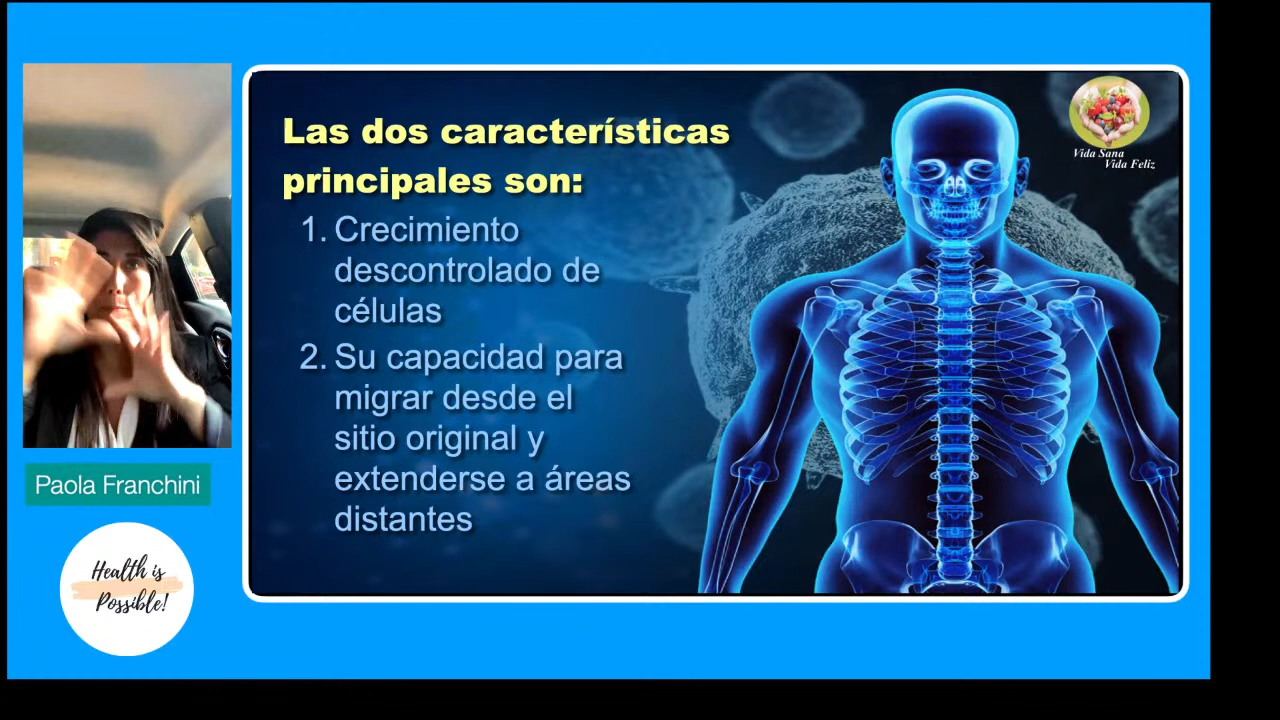 Las dos características
principales son:
1. Crecimiento
descontrolado de
células
2. Su capacidad para
migrar desde el
sitio original y
extenderse a áreas
distantes
Vida Sana
Vida Feliz
Paola Franchini
Health is
Possible!